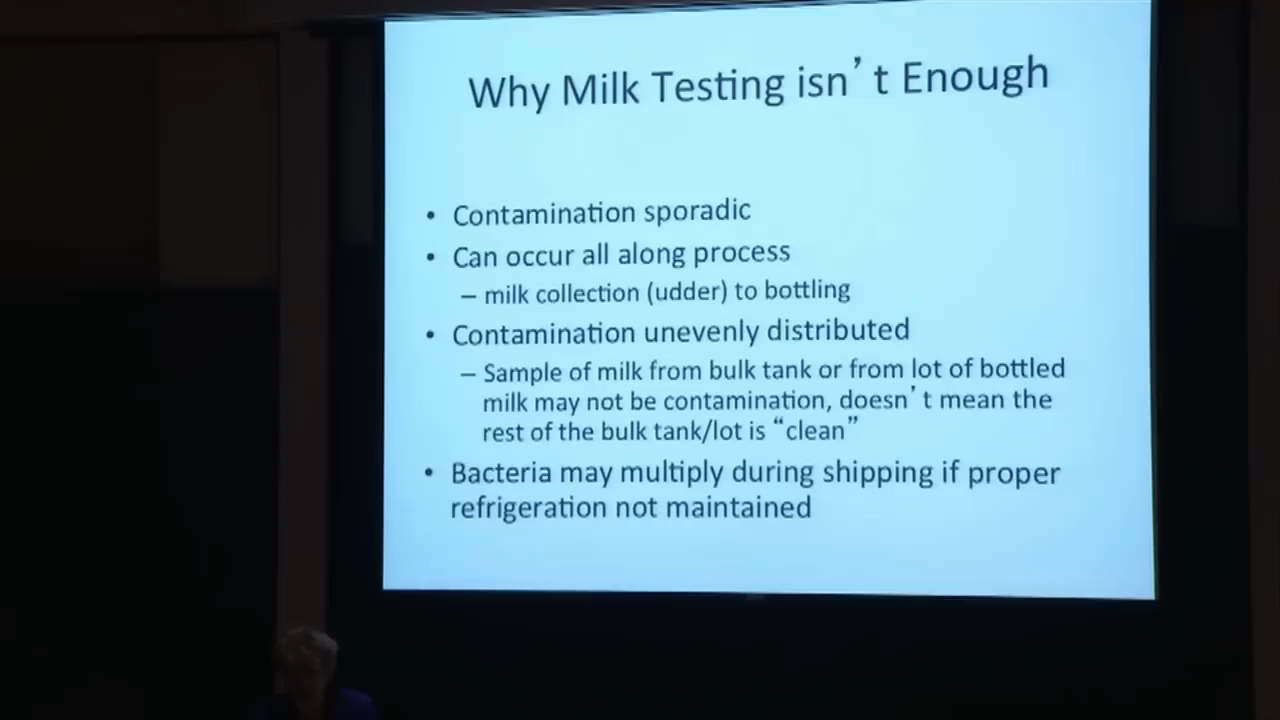 Why Milk Testing isn’t Enough
• Contamination sporadic
• Can occur all along process
– milk collection (udder) to bottling
• Contamination unevenly distributed
– Sample of milk from bulk tank or from lot of bottled
milk may not be contamination, doesn’t mean the
rest of the bulk tank/lot is “clean”
• Bacteria may multiply during shipping if proper
refrigeration not maintained